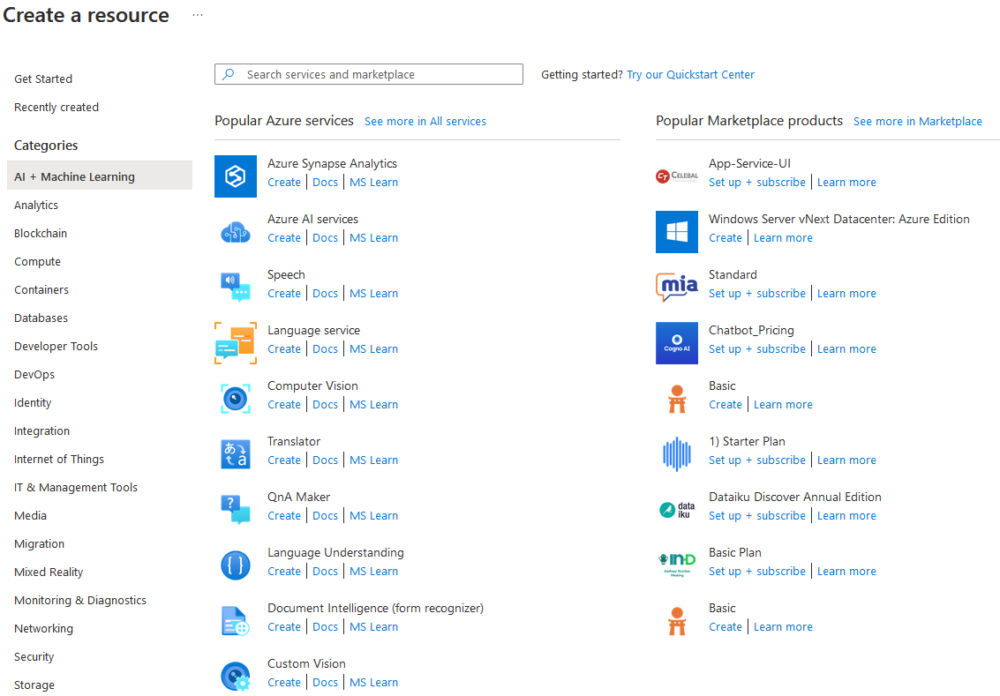 Create a resource ...
Get Started
Recently created
Categories
AI + Machine Learning
Analytics
Blockchain
Compute
Containers
Databases
Developer Tools
DevOps
Identity
Integration
Internet of Things
IT & Management Tools
Media
Migration
Mixed Reality
Monitoring & Diagnostics
Networking
Security
Storage
Search services and marketplace
Getting started? Try our Quickstart Center
Popular Azure services See more in All services
Azure Synapse Analytics
Create | Docs | MS Learn
Azure AI services
Create | Docs | MS Learn
Speech
Create | Docs | MS Learn
Language service
Create | Docs | MS Learn
Computer Vision
Create | Docs | MS Learn
あ a
Translator
Create | Docs | MS Learn
?
QnA Maker
Create | Docs | MS Learn
{ }
Language Understanding
Create | Docs | MS Learn
Document Intelligence (form recognizer)
Create | Docs | MS Learn
Custom Vision
Create | Docs | MS Learn
Popular Marketplace products See more in Marketplace
CT CELEBAL
App-Service-UI
Set up + subscribe | Learn more
Windows Server vNext Datacenter: Azure Edition
Create | Learn more
mia
Standard
Set up + subscribe | Learn more
Cogno AI
Chatbot_Pricing
Set up + subscribe | Learn more
Basic
Create | Learn more
1) Starter Plan
Set up + subscribe | Learn more
data
iku
Dataiku Discover Annual Edition
Set up + subscribe | Learn more
IN-D
Aadhaar Number
Masking
Basic Plan
Set up + subscribe | Learn more
Basic
Create | Learn more